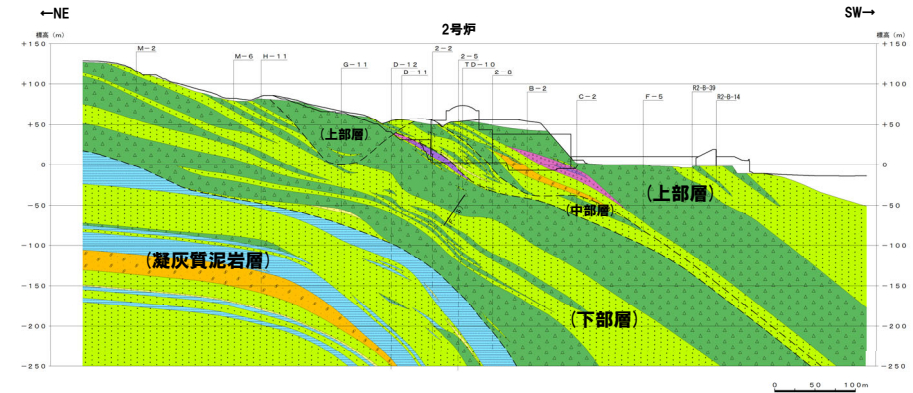 ←NE
SW→
2号炉
標高 (m)
標高 (m)
M-2
M-6
H-11
G-11
D-12
D-11
2-2
2-5
TD-10
B-2
C-2
F-5
R2-B-39
R2-B-14
+150
+150
+100
+100
+50
+50
0
0
-50
-50
-100
-100
-150
-150
-200
-200
-250
-250
(上部層)
(上部層)
(中部層)
(凝灰質泥岩層)
(下部層)
0 50 100m